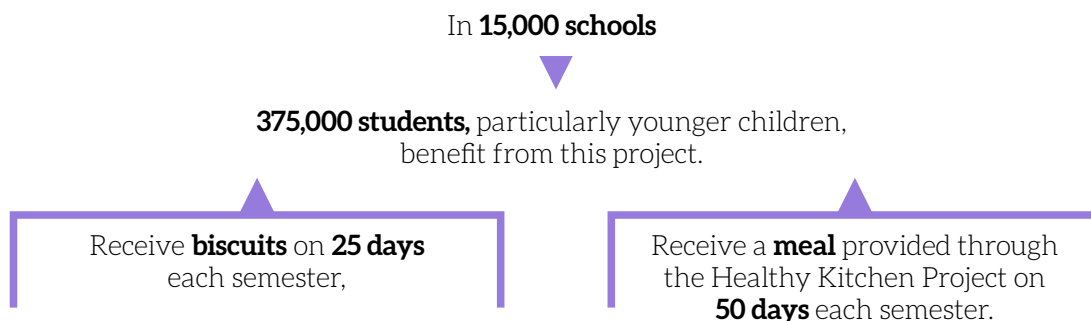 In 15,000 schools
375,000 students, particularly younger children,
benefit from this project.
Receive biscuits on 25 days
each semester,
Receive a meal provided through
the Healthy Kitchen Project on
50 days each semester.